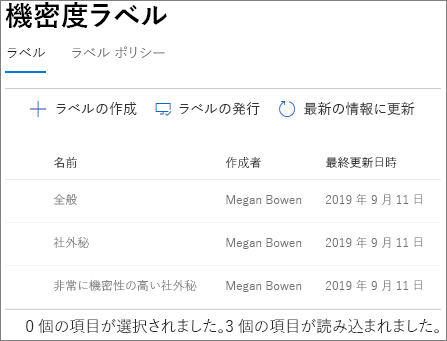 機密度ラベル
ラベル ラベル ポリシー
ラベルの作成 ラベルの発行 最新の情報に更新
名前 作成者 最終更新日時
全般 Megan Bowen 2019 年 9 月 11 日
社外秘 Megan Bowen 2019 年 9 月 11 日
非常に機密性の高い社外秘 Megan Bowen 2019 年 9 月 11 日
0 個の項目が選択されました。3 個の項目が読み込まれました。